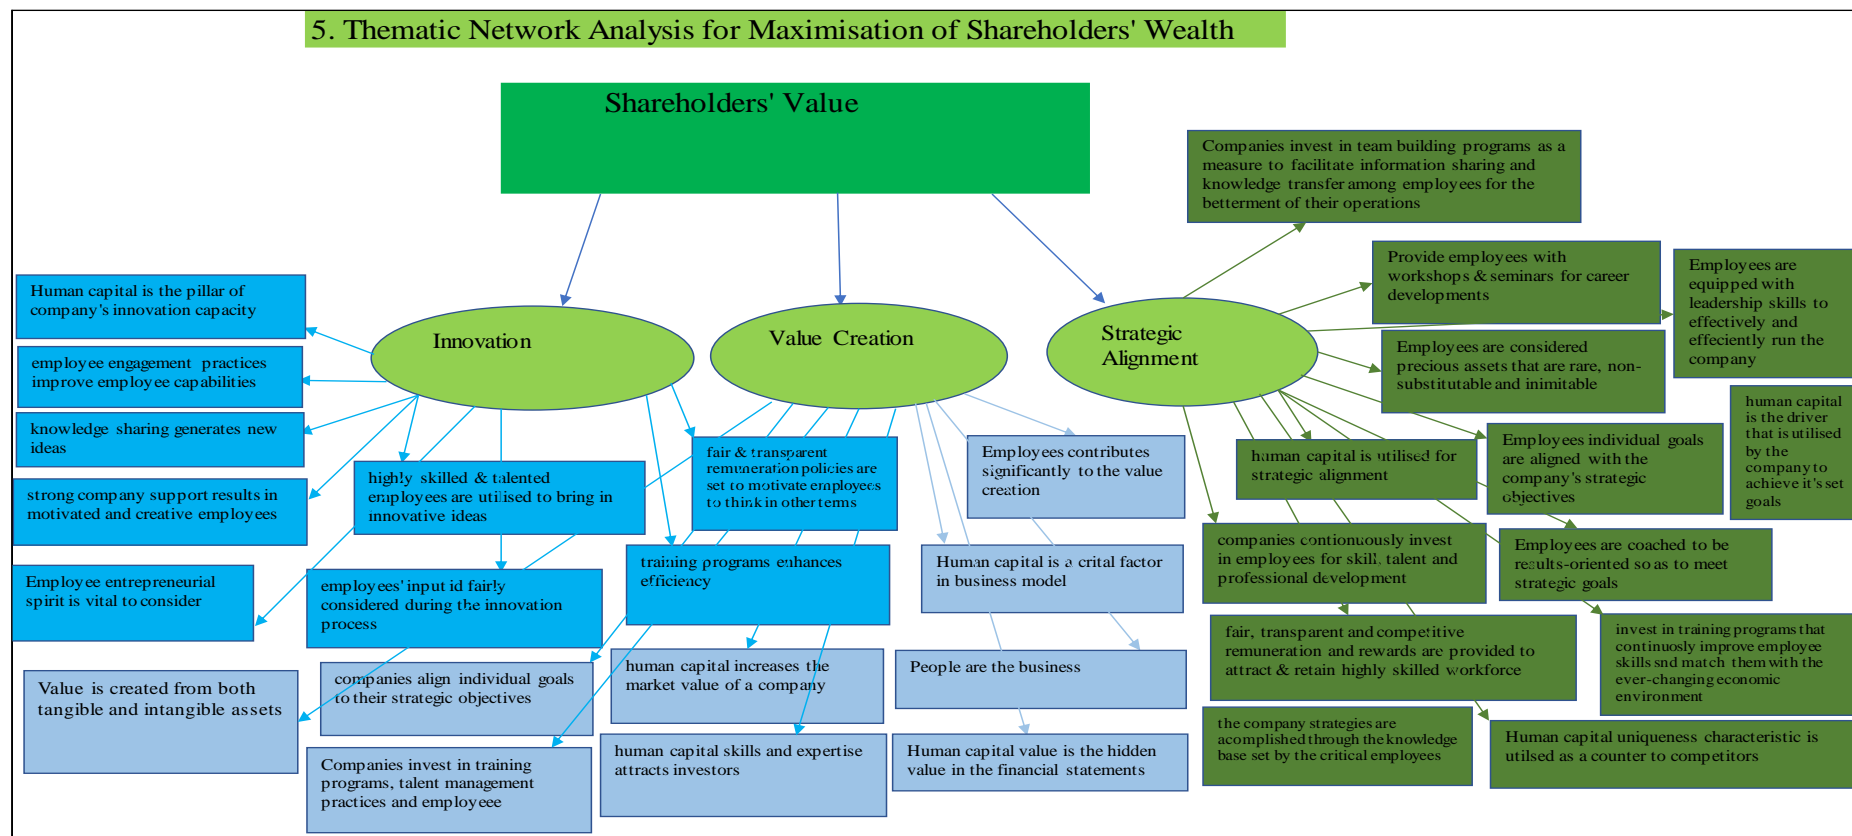 5. Thematic Network Analysis for Maximisation of Shareholders' Wealth
Shareholders' Value
Companies invest in team building programs as a
measure to facilitate information sharing and
knowledge transfer among employees for the
betterment of their operations
Provide employees with
workshops & seminars for career
developments
Employees are
equipped with
leadership skills to
effectively and
effeciently run the
company
Human capital is the pillar of
company's innovation capacity
Innovation
Value Creation
Strategic
Alignment
employee engagement practices
improve employee capabilities
Employees are considered
precious assets that are rare, non-
substitutable and inimitable
human capital
is the driver
that is utilised
by the
company to
achieve it's set
goals
knowledge sharing generates new
ideas
highly skilled & talented
employees are utilised to bring in
innovative ideas
fair & transparent
remuneration policies are
set to motivate employees
to think in other terms
Employees contributes
significantly to the value
creation
human capital is utilised for
strategic alignment
Employees individual goals
are aligned with the
company's strategic
objectives
strong company support results in
motivated and creative employees
Employee entrepreneurial
spirit is vital to consider
employees' input id fairly
considered during the innovation
process
training programs enhances
efficiency
Human capital is a crital factor
in business model
companies contionuously invest
in employees for skill, talent and
professional development
Employees are coached to be
results-oriented so as to meet
strategic goals
Value is created from both
tangible and intangible assets
companies align individual goals
to their strategic objectives
human capital increases the
market value of a company
People are the business
fair, transparent and competitive
remuneration and rewards are provided to
attract & retain highly skilled workforce
invest in training programs that
continuosly improve employee
skills snd match them with the
ever-changing economic
environment
Companies invest in training
programs, talent management
practices and employeee
human capital skills and expertise
attracts investors
Human capital value is the hidden
value in the financial statements
the company strategies are
acomplished through the knowledge
base set by the critical employees
Human capital uniqueness characteristic is
utilsed as a counter to competitors